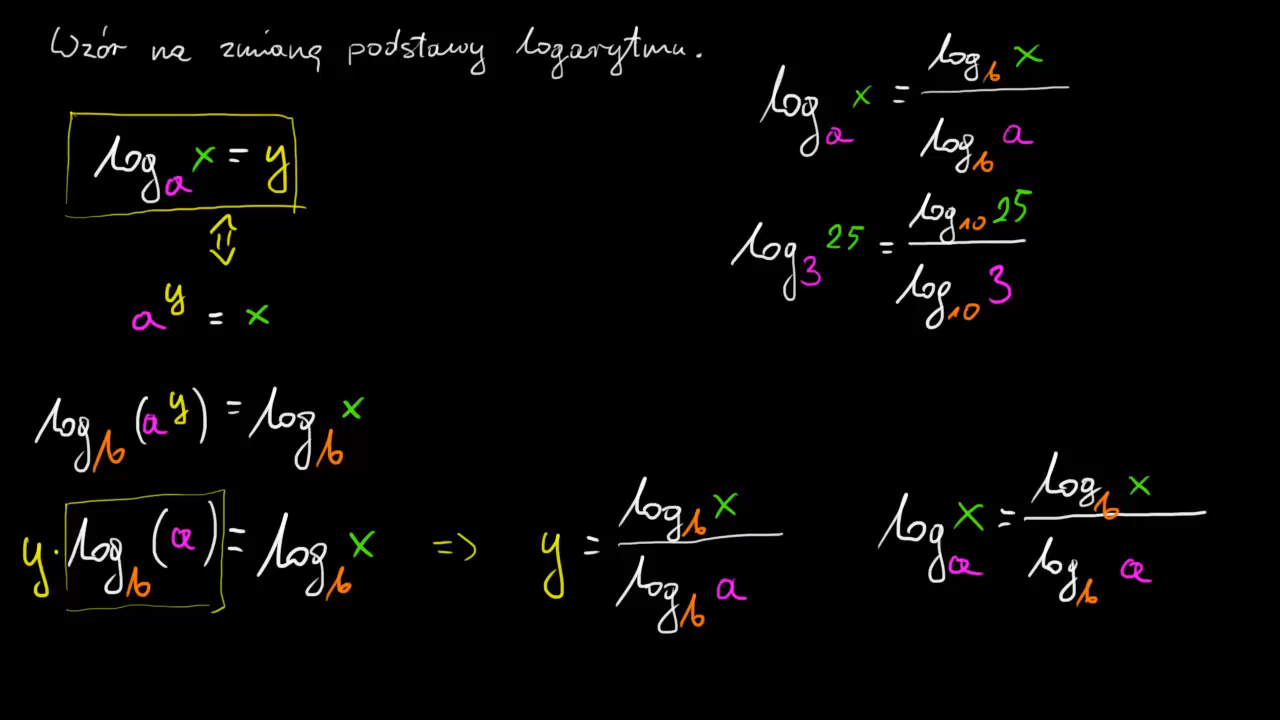 Wzór na zmianą podstawy logarytmu.
log_a x = y
⇕
a^y = x
log_b (a^y) = log_b x
y · log_b (a) = log_b x => y = log_b x / log_b a
log_a x = log_b x / log_b a
log_3 25 = log_10 25 / log_10 3
log_a x = log_b x / log_b a